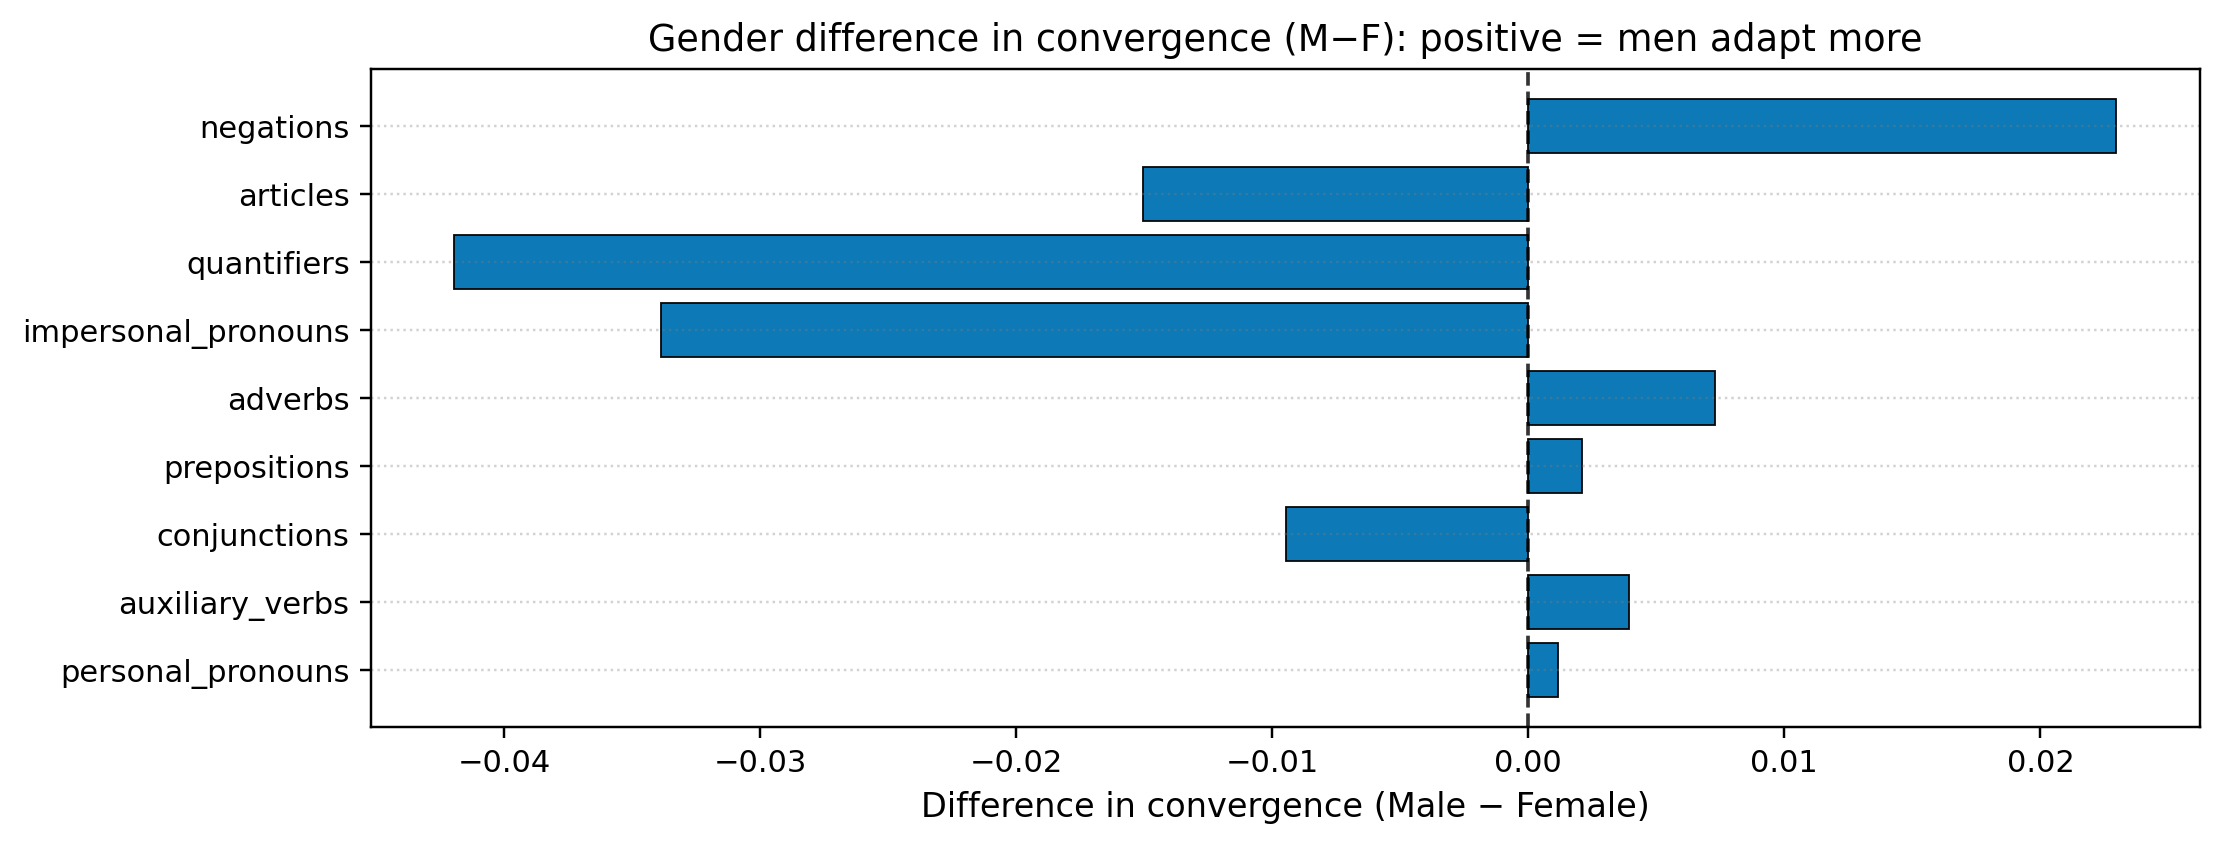 Gender difference in convergence (M−F): positive = men adapt more
negations
articles
quantifiers
impersonal_pronouns
adverbs
prepositions
conjunctions
auxiliary_verbs
personal_pronouns
−0.04 −0.03 −0.02 −0.01 0.00 0.01 0.02
Difference in convergence (Male − Female)